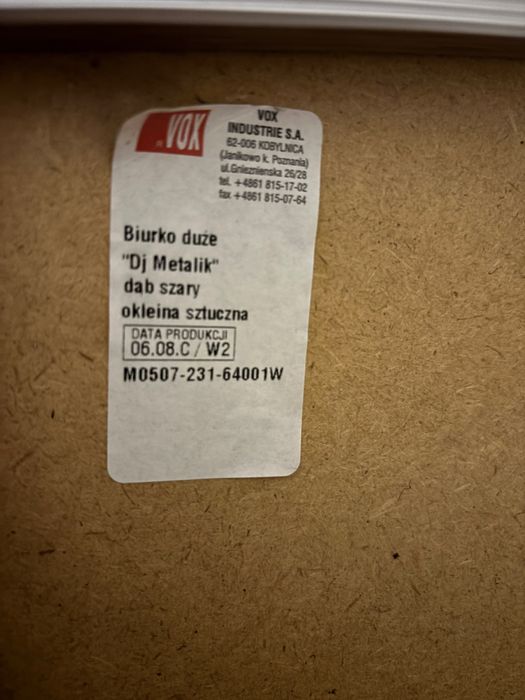 VOX
VOX
INDUSTRIE S.A.
62-006 KOBYLNICA
(Janikowo k. Poznania)
ul.Gnieznienska 26/28
tel. +4861 815-17-02
fax +4861 815-07-64
Biurko duże
"Dj Metalik"
dąb szary
okleina sztuczna
DATA PRODUKCJI
06.08.C / W2
M0507-231-64001W